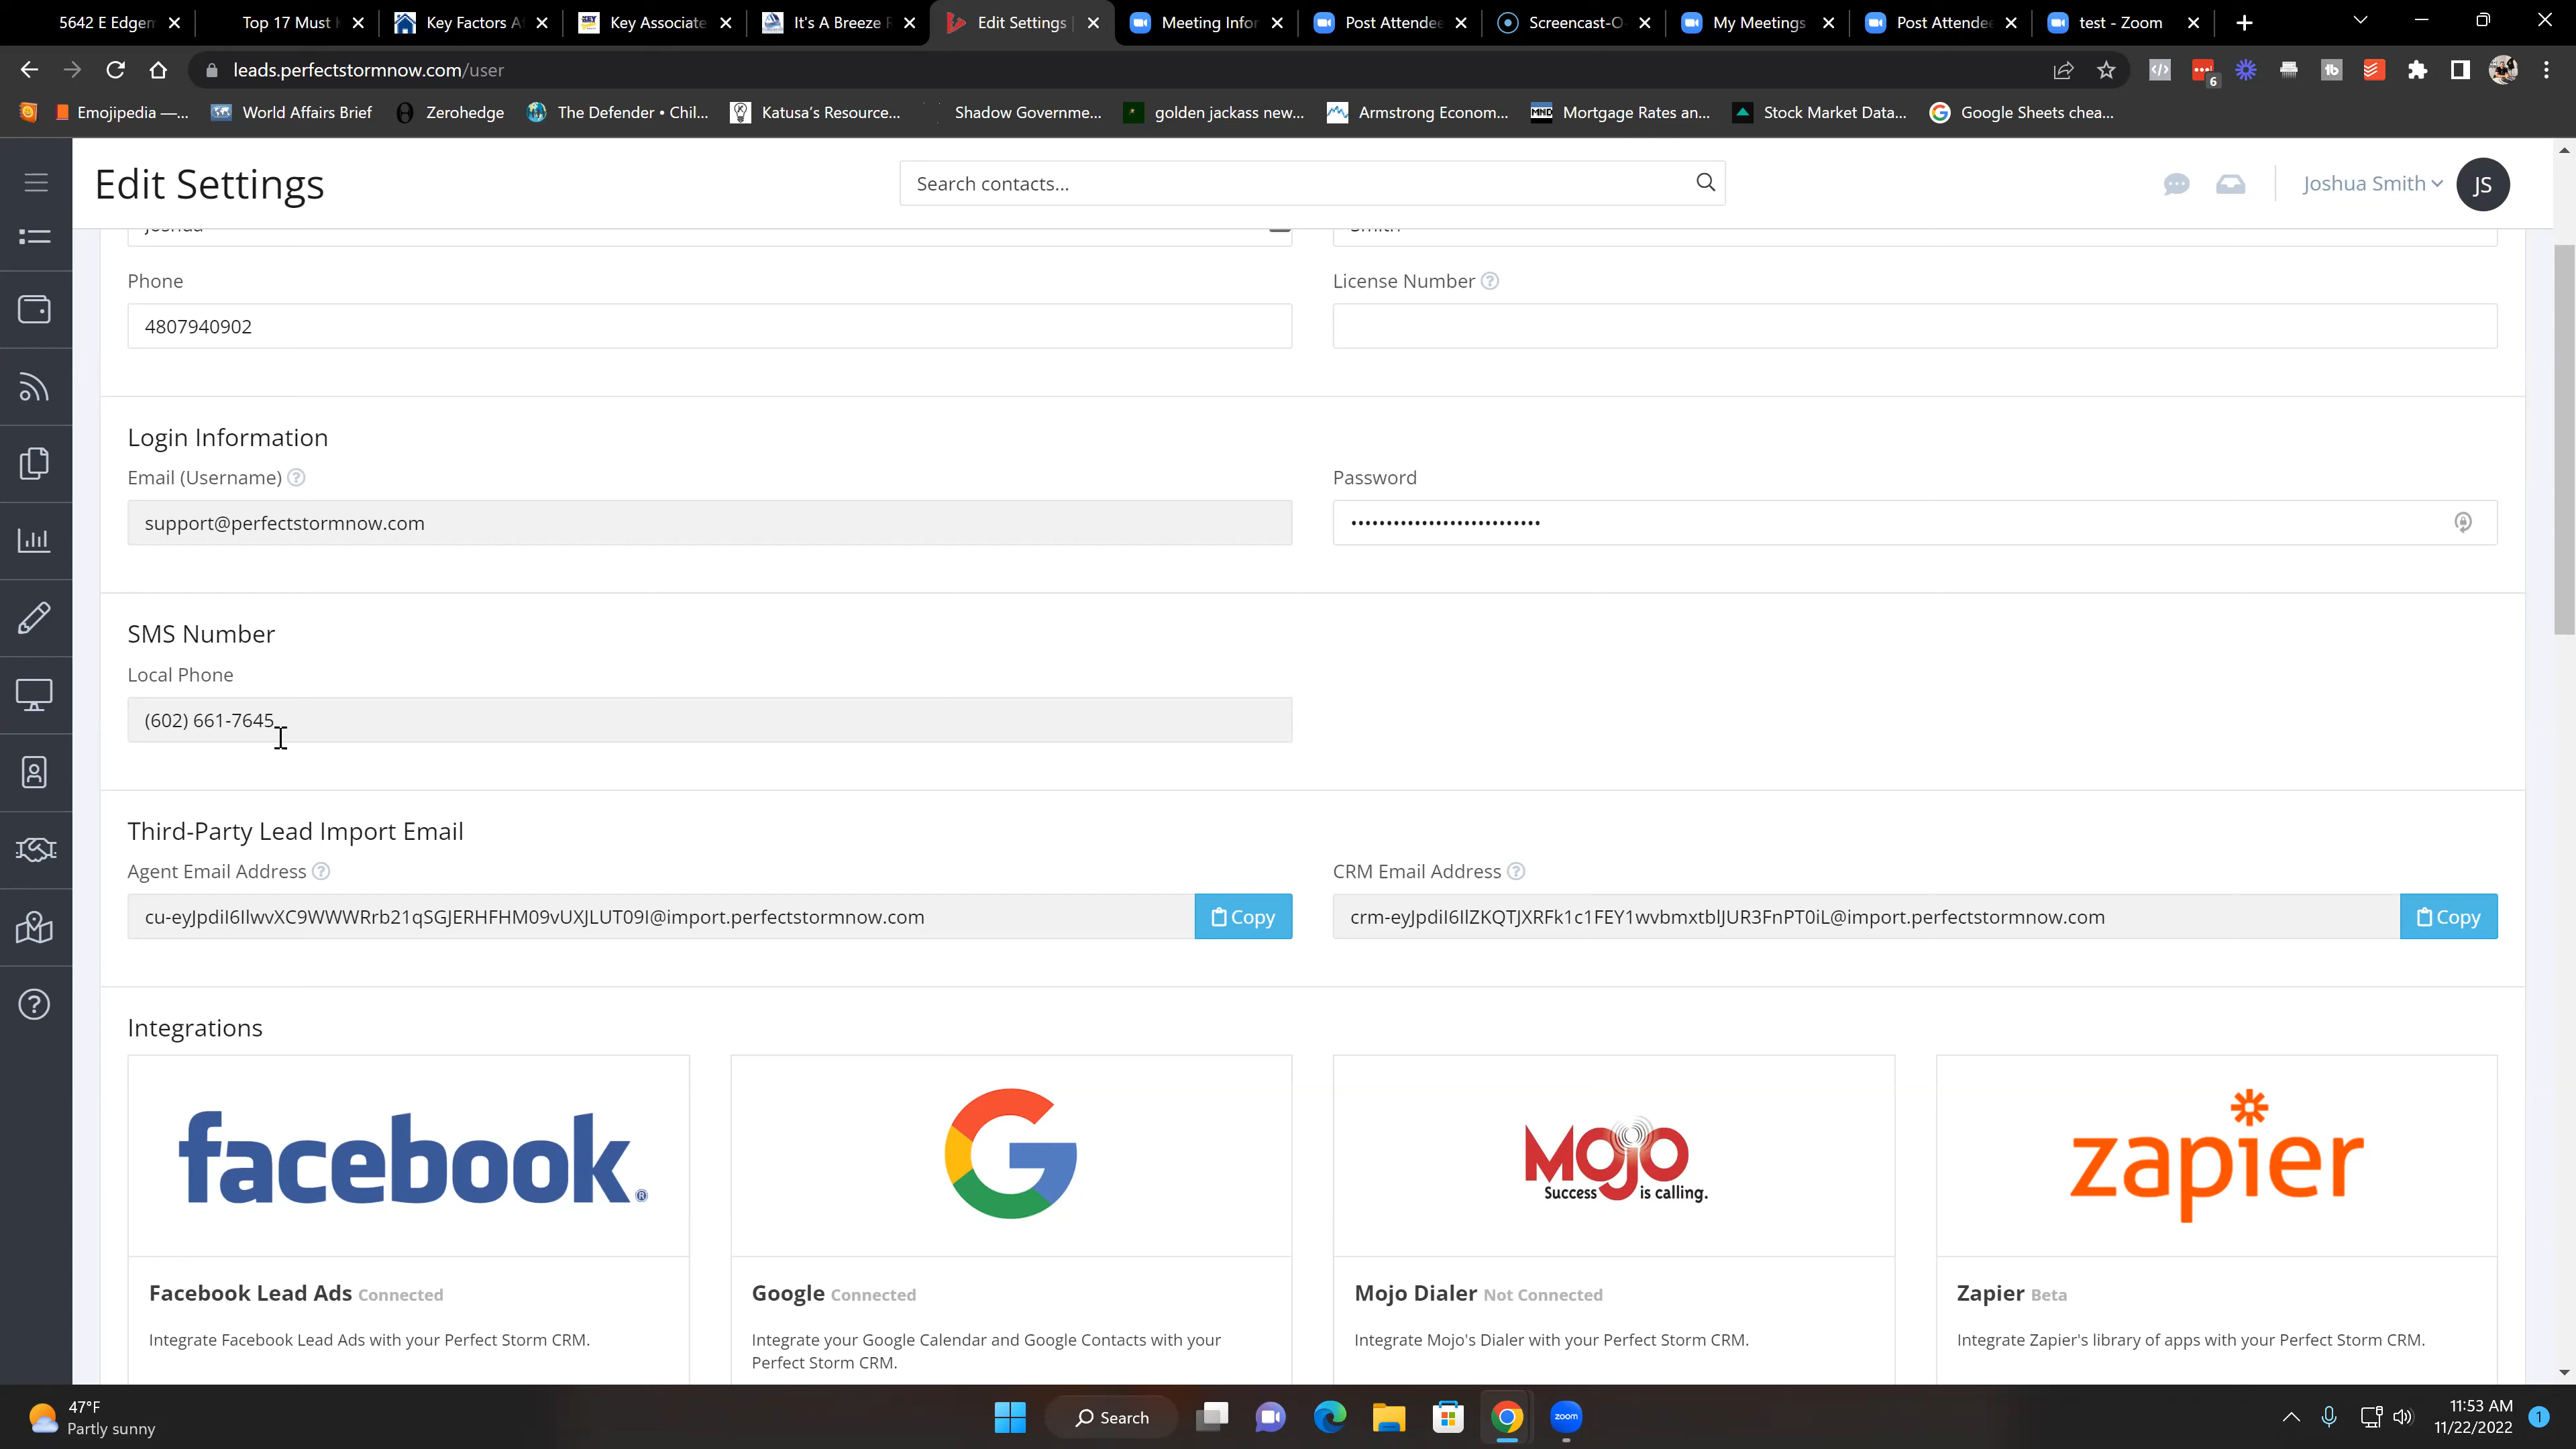 5642 E Edgem
Top 17 Must
Key Factors A
Key Associate
It's A Breeze R
Edit Settings
Meeting Infor
Post Attendee
Screencast-O
My Meetings
Post Attendee
test - Zoom
leads.perfectstormnow.com/user
6
Emojipedia —...
World Affairs Brief
Zerohedge
The Defender • Chil...
Katusa's Resource...
Shadow Governme...
golden jackass new...
Armstrong Econom...
MND
Mortgage Rates an...
Stock Market Data...
Google Sheets chea...
Edit Settings
Search contacts...
Joshua Smith
JS
Joshua
Smith
Phone
License Number
4807940902
Login Information
Email (Username)
Password
support@perfectstormnow.com
SMS Number
Local Phone
(602) 661-7645
Third-Party Lead Import Email
Agent Email Address
CRM Email Address
cu-eyJpdiI6IlwvXC9WWWRrb21qSGJERHFHM09vUXJLUT09I@import.perfectstormnow.com
Copy
crm-eyJpdiI6IlZKQTJXRFk1c1FEY1wvbmxtblJUR3FnPT0iL@import.perfectstormnow.com
Copy
Integrations
facebook®
G
Mojo
Success is calling.
zapier
Facebook Lead Ads Connected
Google Connected
Mojo Dialer Not Connected
Zapier Beta
Integrate Facebook Lead Ads with your Perfect Storm CRM.
Integrate your Google Calendar and Google Contacts with your
Perfect Storm CRM.
Integrate Mojo's Dialer with your Perfect Storm CRM.
Integrate Zapier's library of apps with your Perfect Storm CRM.
47°F
Partly sunny
Search
zoom
11:53 AM
11/22/2022
1